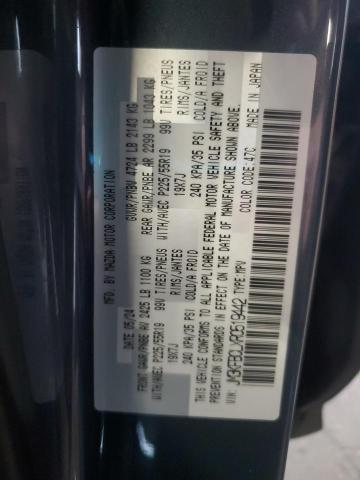 MFD. BY MAZDA MOTOR CORPORATION
DATE: 05/24 GVWR/PNBV 4724 LB 2143 KG
FRONT GAWR/PNBE AV 2425 LB 1100 KG REAR GAWR/PNBE AR 2299 LB 1043 KG
WITH/AVEC P225/55R19 99V TIRES/PNEUS WITH/AVEC P225/55R19 99V TIRES/PNEUS
19X7J RIMS/JANTES 19X7J RIMS/JANTES
240 KPA/35 PSI COLD/A FROID 240 KPA/35 PSI COLD/A FROID
THIS VEHICLE CONFORMS TO ALL APPLICABLE FEDERAL MOTOR VEHICLE SAFETY AND THEFT
PREVENTION STANDARDS IN EFFECT ON THE DATE OF MANUFACTURE SHOWN ABOVE.
VIN: TYPE:MPV COLOR CODE:47C MADE IN JAPAN